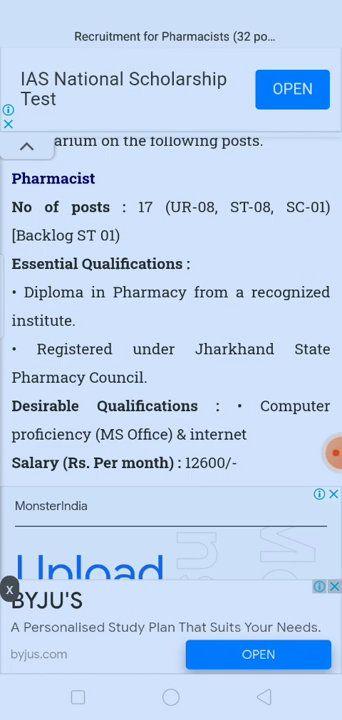 Recruitment for Pharmacists (32 po...
IAS National Scholarship
Test
OPEN
arium on the following posts.
Pharmacist
No of posts : 17 (UR-08, ST-08, SC-01)
[Backlog ST 01)
Essential Qualifications :
• Diploma in Pharmacy from a recognized
institute.
• Registered under Jharkhand State
Pharmacy Council.
Desirable Qualifications : • Computer
proficiency (MS Office) & internet
Salary (Rs. Per month) : 12600/-
MonsterIndia
Upload
X
BYJU'S
A Personalised Study Plan That Suits Your Needs.
byjus.com
OPEN